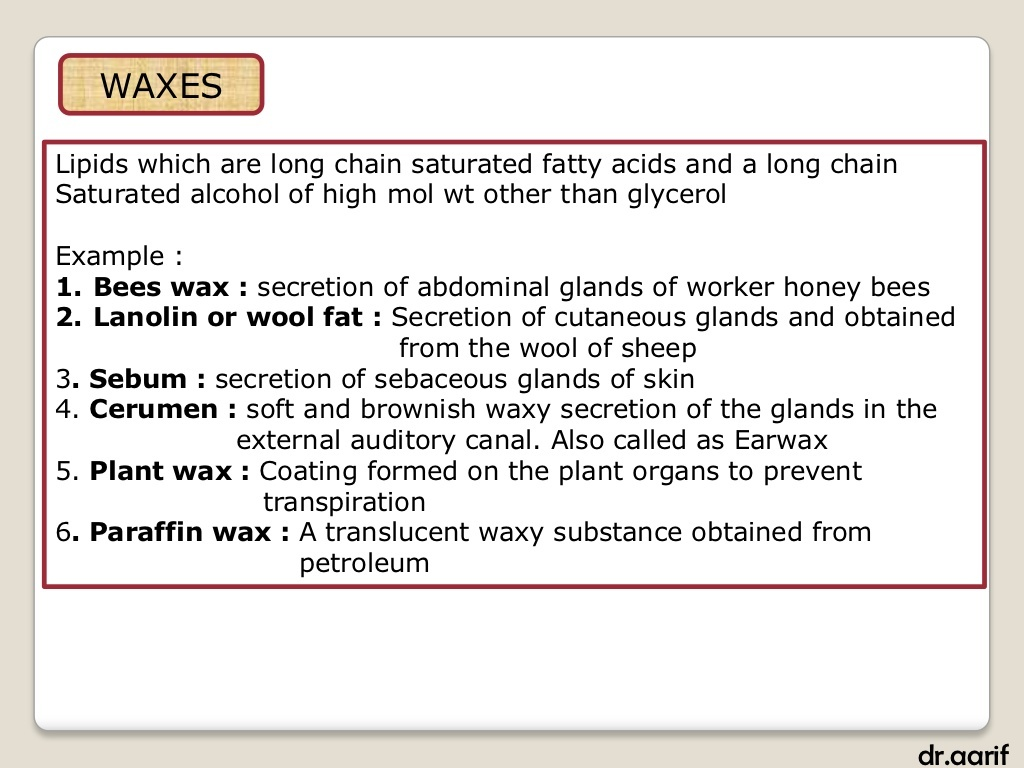 WAXES
Lipids which are long chain saturated fatty acids and a long chain
Saturated alcohol of high mol wt other than glycerol
Example :
1. Bees wax : secretion of abdominal glands of worker honey bees
2. Lanolin or wool fat : Secretion of cutaneous glands and obtained
from the wool of sheep
3. Sebum : secretion of sebaceous glands of skin
4. Cerumen : soft and brownish waxy secretion of the glands in the
external auditory canal. Also called as Earwax
5. Plant wax : Coating formed on the plant organs to prevent
transpiration
6. Paraffin wax : A translucent waxy substance obtained from
petroleum
dr.aarif